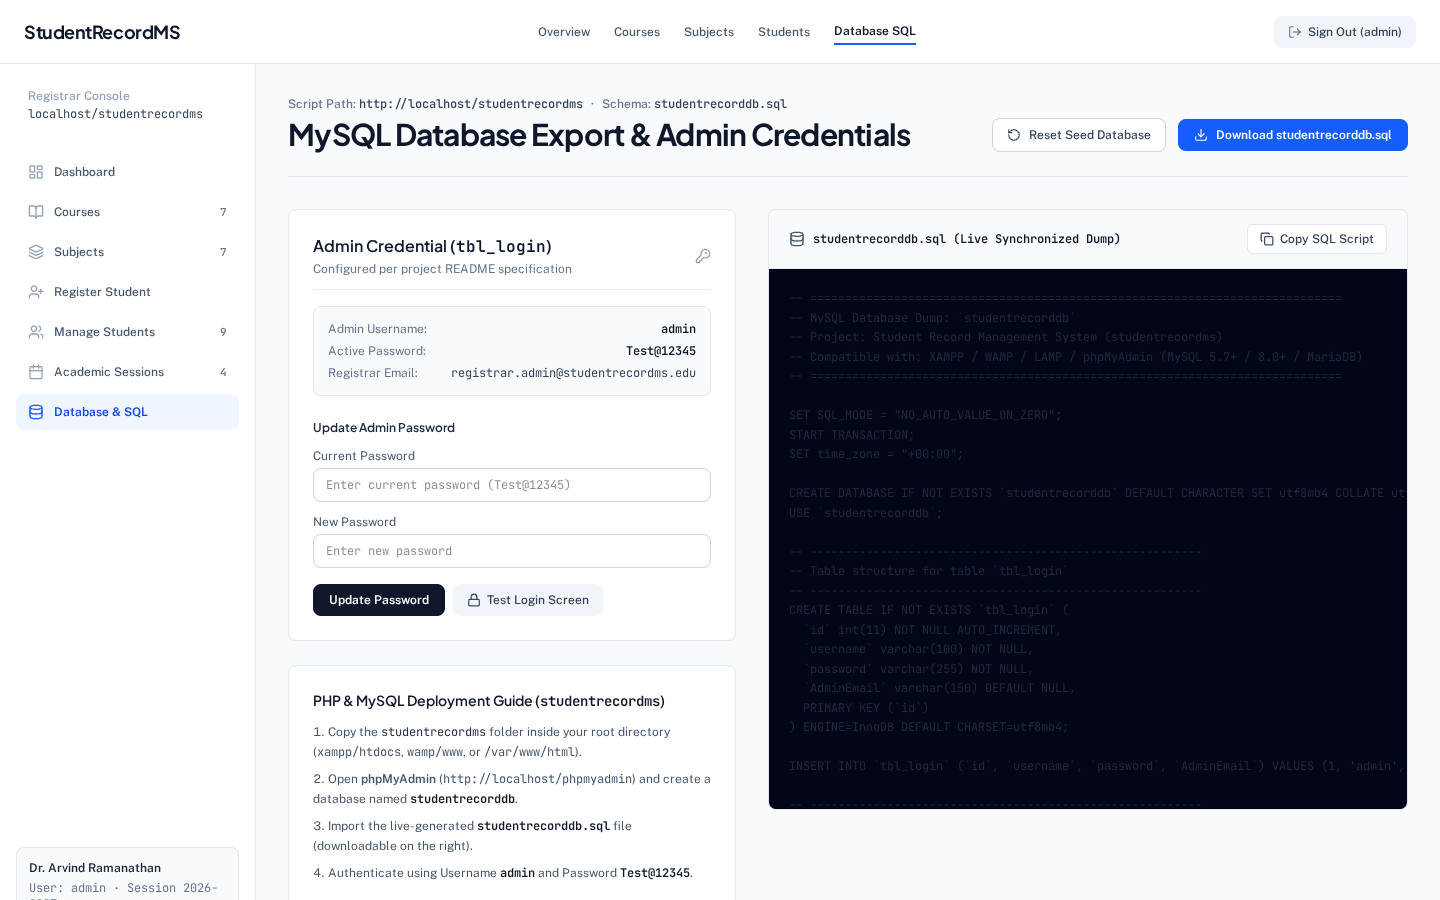 StudentRecordMS
Overview
Courses
Subjects
Students
Database SQL
Sign Out (admin)
Registrar Console
localhost/studentrecordms
Dashboard
Courses 7
Subjects 7
Register Student
Manage Students 9
Academic Sessions 4
Database & SQL
Dr. Arvind Ramanathan
User: admin · Session 2026-
Script Path: http://localhost/studentrecordms · Schema: studentrecorddb.sql
MySQL Database Export & Admin Credentials
Reset Seed Database
Download studentrecorddb.sql
Admin Credential (tbl_login)
Configured per project README specification
Admin Username: admin
Active Password: Test@12345
Registrar Email: registrar.admin@studentrecordms.edu
Update Admin Password
Current Password
Enter current password (Test@12345)
New Password
Enter new password
Update Password
Test Login Screen
PHP & MySQL Deployment Guide (studentrecordms)
1. Copy the studentrecordms folder inside your root directory
(xampp/htdocs, wamp/www, or /var/www/html).
2. Open phpMyAdmin (http://localhost/phpmyadmin) and create a
database named studentrecorddb.
3. Import the live-generated studentrecorddb.sql file
(downloadable on the right).
4. Authenticate using Username admin and Password Test@12345.
studentrecorddb.sql (Live Synchronized Dump)
Copy SQL Script
-- ============================================================================
-- MySQL Database Dump: `studentrecorddb`
-- Project: Student Record Management System (studentrecordms)
-- Compatible with: XAMPP / WAMP / LAMP / phpMyAdmin (MySQL 5.7+ / 8.0+ / MariaDB)
-- ============================================================================
SET SQL_MODE = "NO_AUTO_VALUE_ON_ZERO";
START TRANSACTION;
SET time_zone = "+00:00";
CREATE DATABASE IF NOT EXISTS `studentrecorddb` DEFAULT CHARACTER SET utf8mb4 COLLATE ut
USE `studentrecorddb`;
-- --------------------------------------------------------
-- Table structure for table `tbl_login`
-- --------------------------------------------------------
CREATE TABLE IF NOT EXISTS `tbl_login` (
`id` int(11) NOT NULL AUTO_INCREMENT,
`username` varchar(100) NOT NULL,
`password` varchar(255) NOT NULL,
`AdminEmail` varchar(150) DEFAULT NULL,
PRIMARY KEY (`id`)
) ENGINE=InnoDB DEFAULT CHARSET=utf8mb4;
INSERT INTO `tbl_login` (`id`, `username`, `password`, `AdminEmail`) VALUES (1, 'admin',
-- --------------------------------------------------------